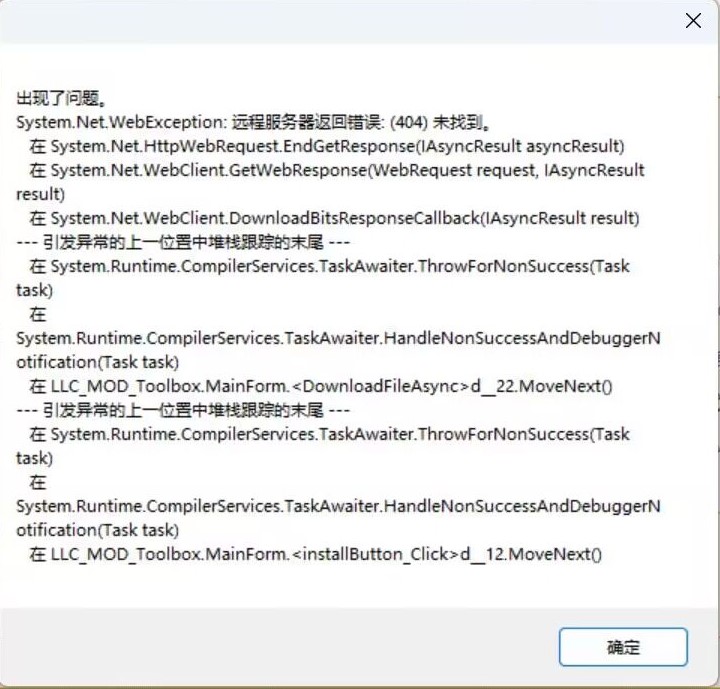 出现了问题。
System.Net.WebException: 远程服务器返回错误: (404) 未找到。
在 System.Net.HttpWebRequest.EndGetResponse(IAsyncResult asyncResult)
在 System.Net.WebClient.GetWebResponse(WebRequest request, IAsyncResult
result)
在 System.Net.WebClient.DownloadBitsResponseCallback(IAsyncResult result)
--- 引发异常的上一位置中堆栈跟踪的末尾 ---
在 System.Runtime.CompilerServices.TaskAwaiter.ThrowForNonSuccess(Task
task)
在
System.Runtime.CompilerServices.TaskAwaiter.HandleNonSuccessAndDebuggerN
otification(Task task)
在 LLC_MOD_Toolbox.MainForm.<DownloadFileAsync>d__22.MoveNext()
--- 引发异常的上一位置中堆栈跟踪的末尾 ---
在 System.Runtime.CompilerServices.TaskAwaiter.ThrowForNonSuccess(Task
task)
在
System.Runtime.CompilerServices.TaskAwaiter.HandleNonSuccessAndDebuggerN
otification(Task task)
在 LLC_MOD_Toolbox.MainForm.<installButton_Click>d__12.MoveNext()
确定